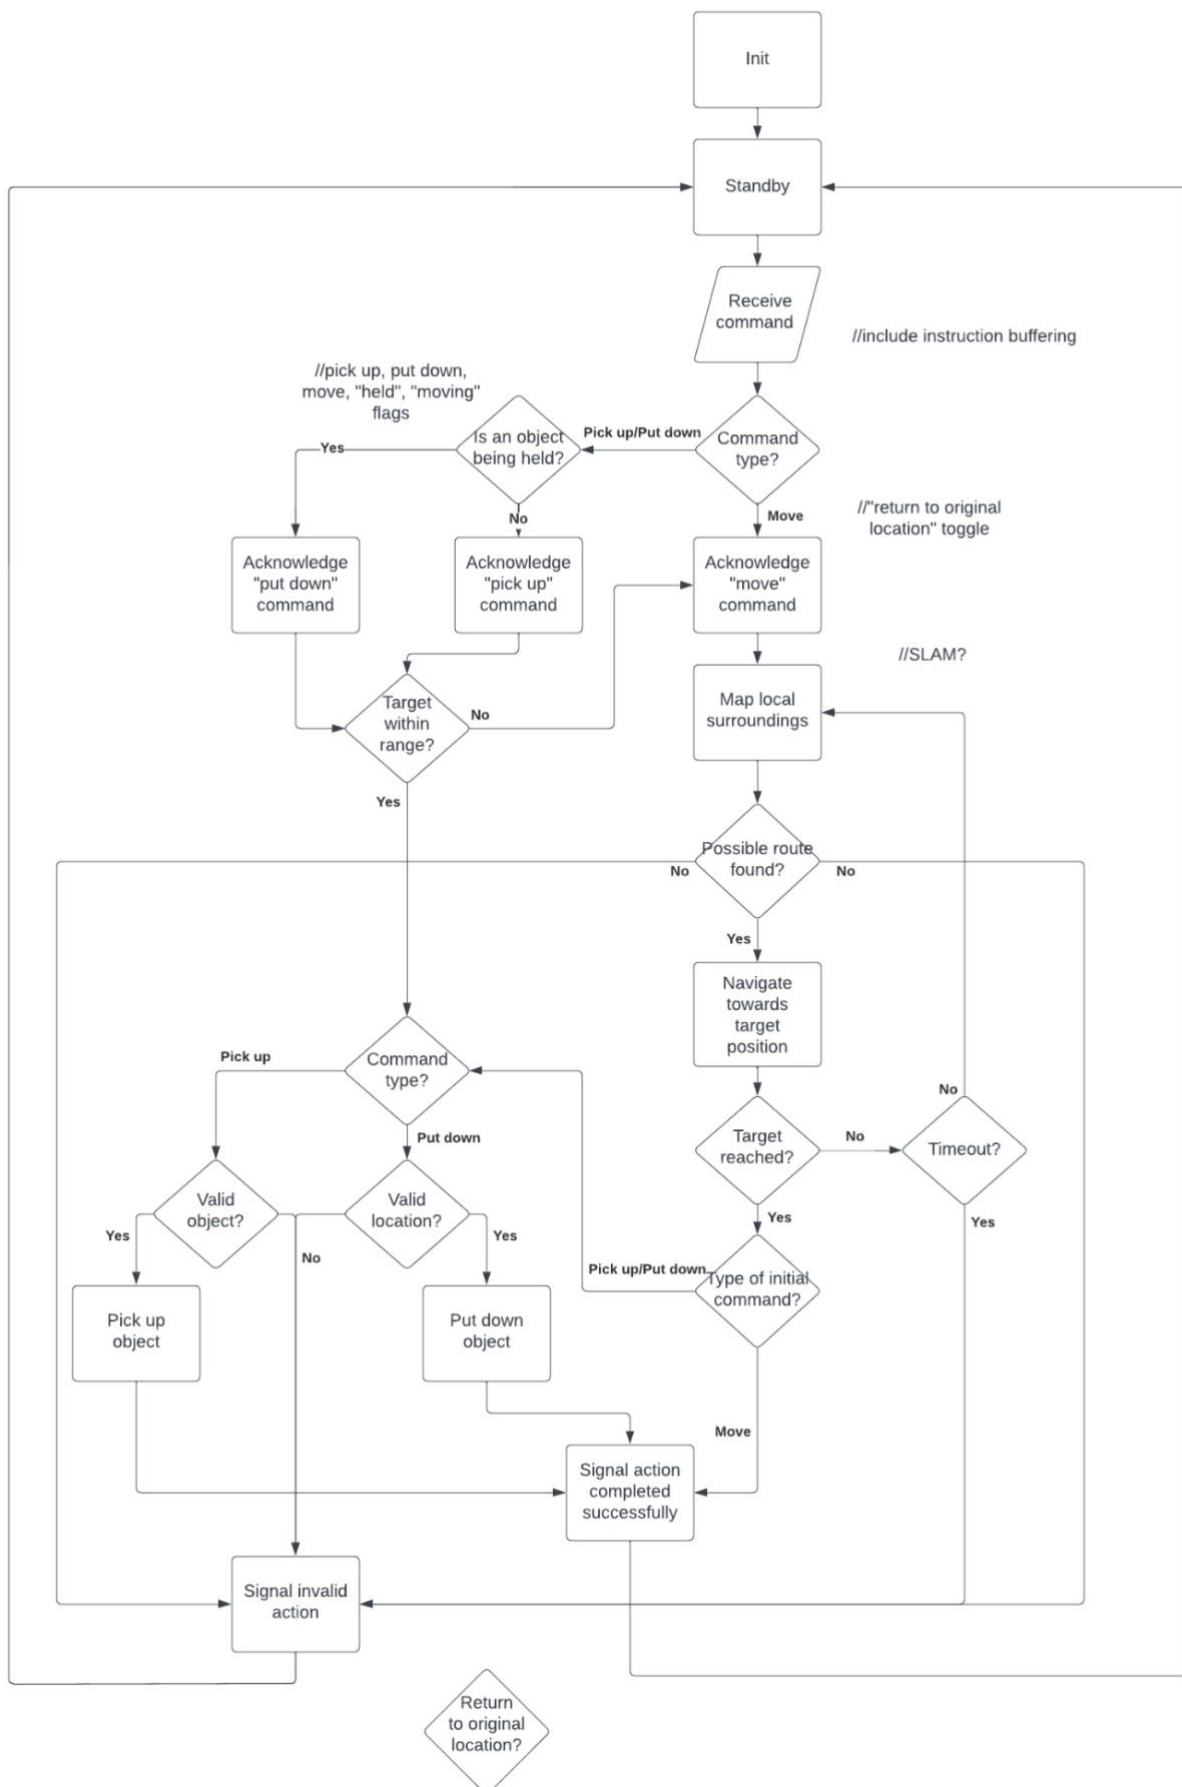 Init
Standby
Receive
command
//include instruction buffering
//pick up, put down,
move, "held", "moving"
flags
Is an object
being held?
Pick up/Put down
Command
type?
Yes
No
Move
//"return to original
location" toggle
Acknowledge
"put down"
command
Acknowledge
"pick up"
command
Acknowledge
"move"
command
//SLAM?
Target
within
range?
No
Map local
surroundings
Yes
Possible route
found?
No
No
Yes
Navigate
towards
target
position
Pick up
Command
type?
Put down
No
Target
reached?
No
Timeout?
Yes
Yes
Valid
object?
Valid
location?
Yes
No
Yes
Pick up/Put down
Type of initial
command?
Pick up
object
Put down
object
Move
Signal action
completed
successfully
Signal invalid
action
Return
to original
location?